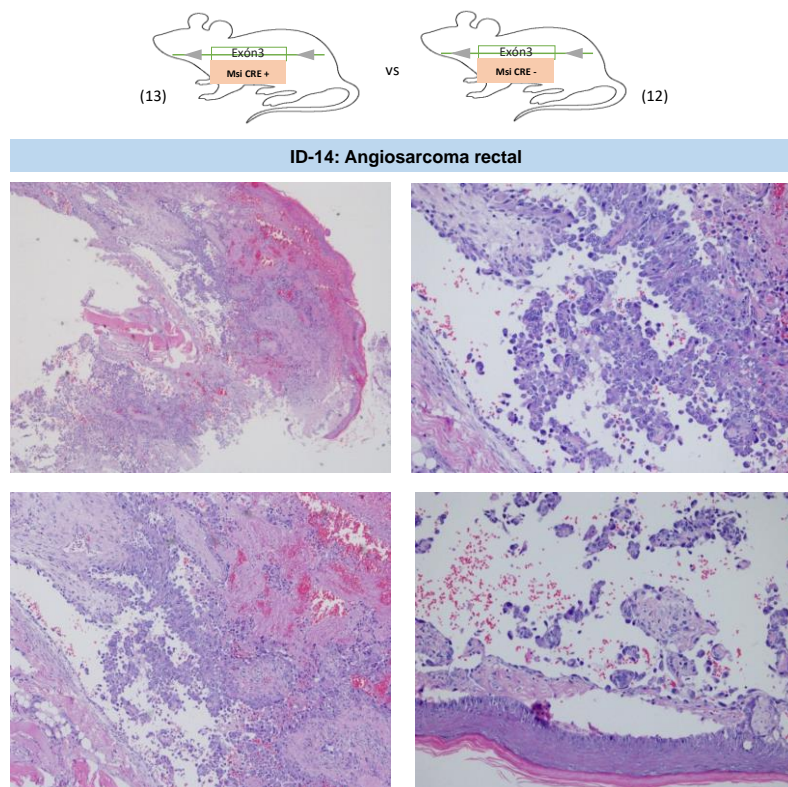 Exón3
Msi CRE +
(13)
vs
Exón3
Msi CRE -
(12)
ID-14: Angiosarcoma rectal